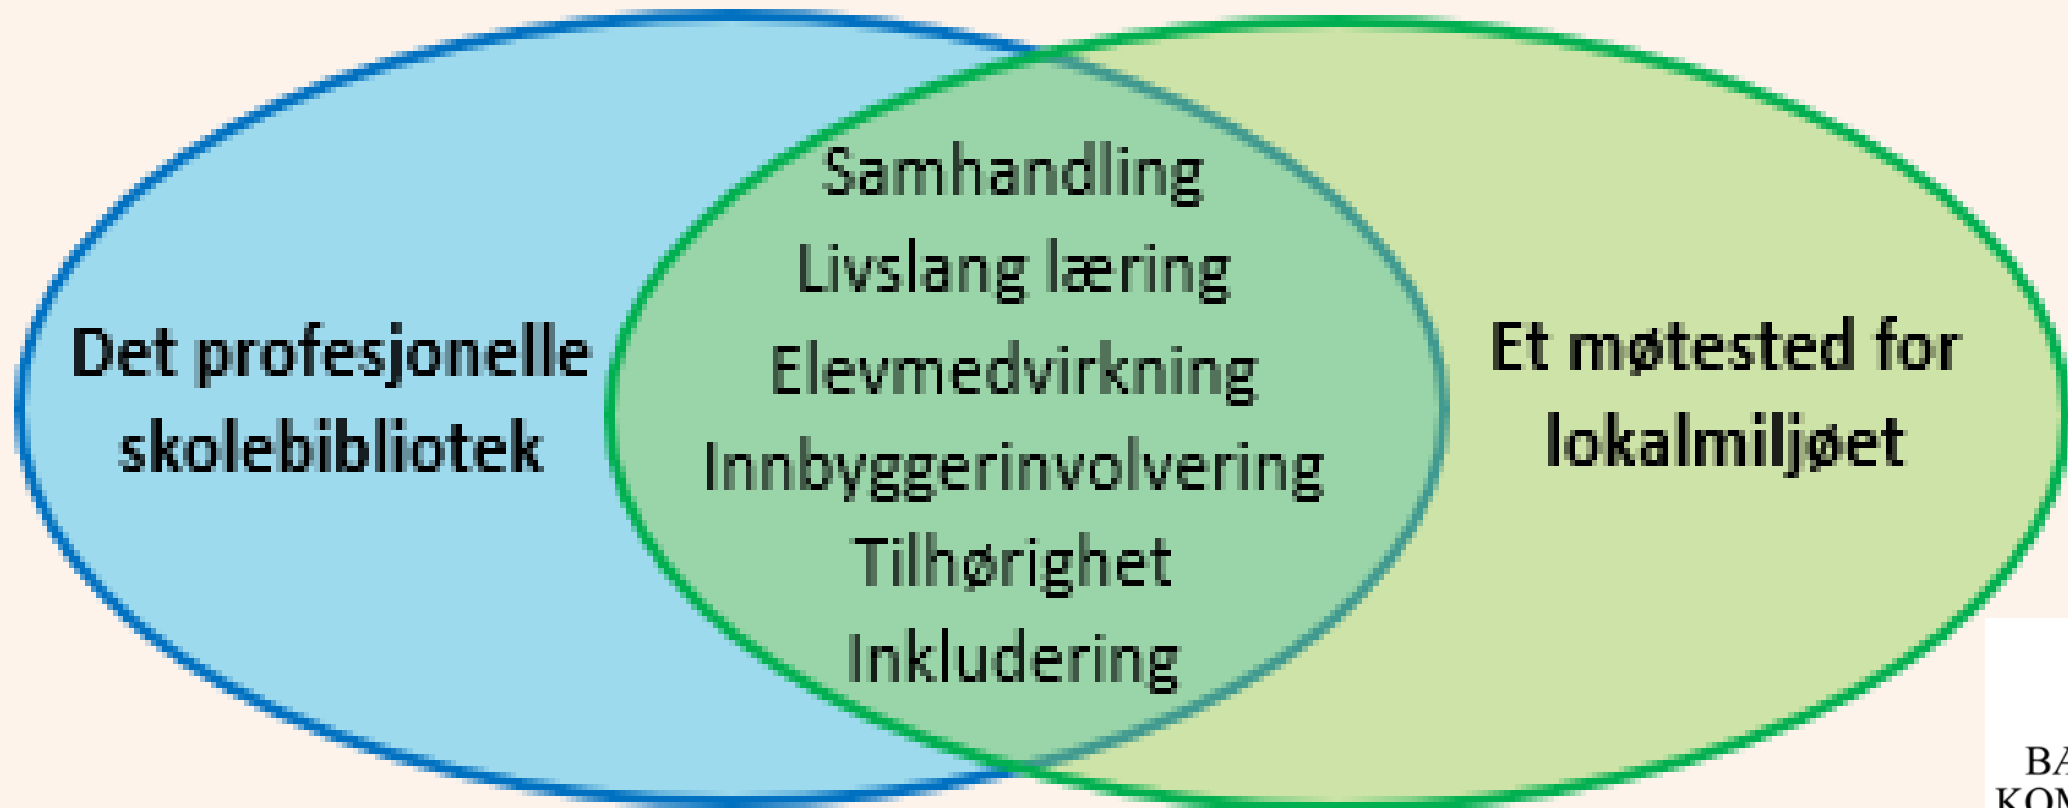 Det profesjonelle
skolebibliotek
Samhandling
Livslang læring
Elevmedvirkning
Innbyggerinvolvering
Tilhørighet
Inkludering
Et møtested for
lokalmiljøet